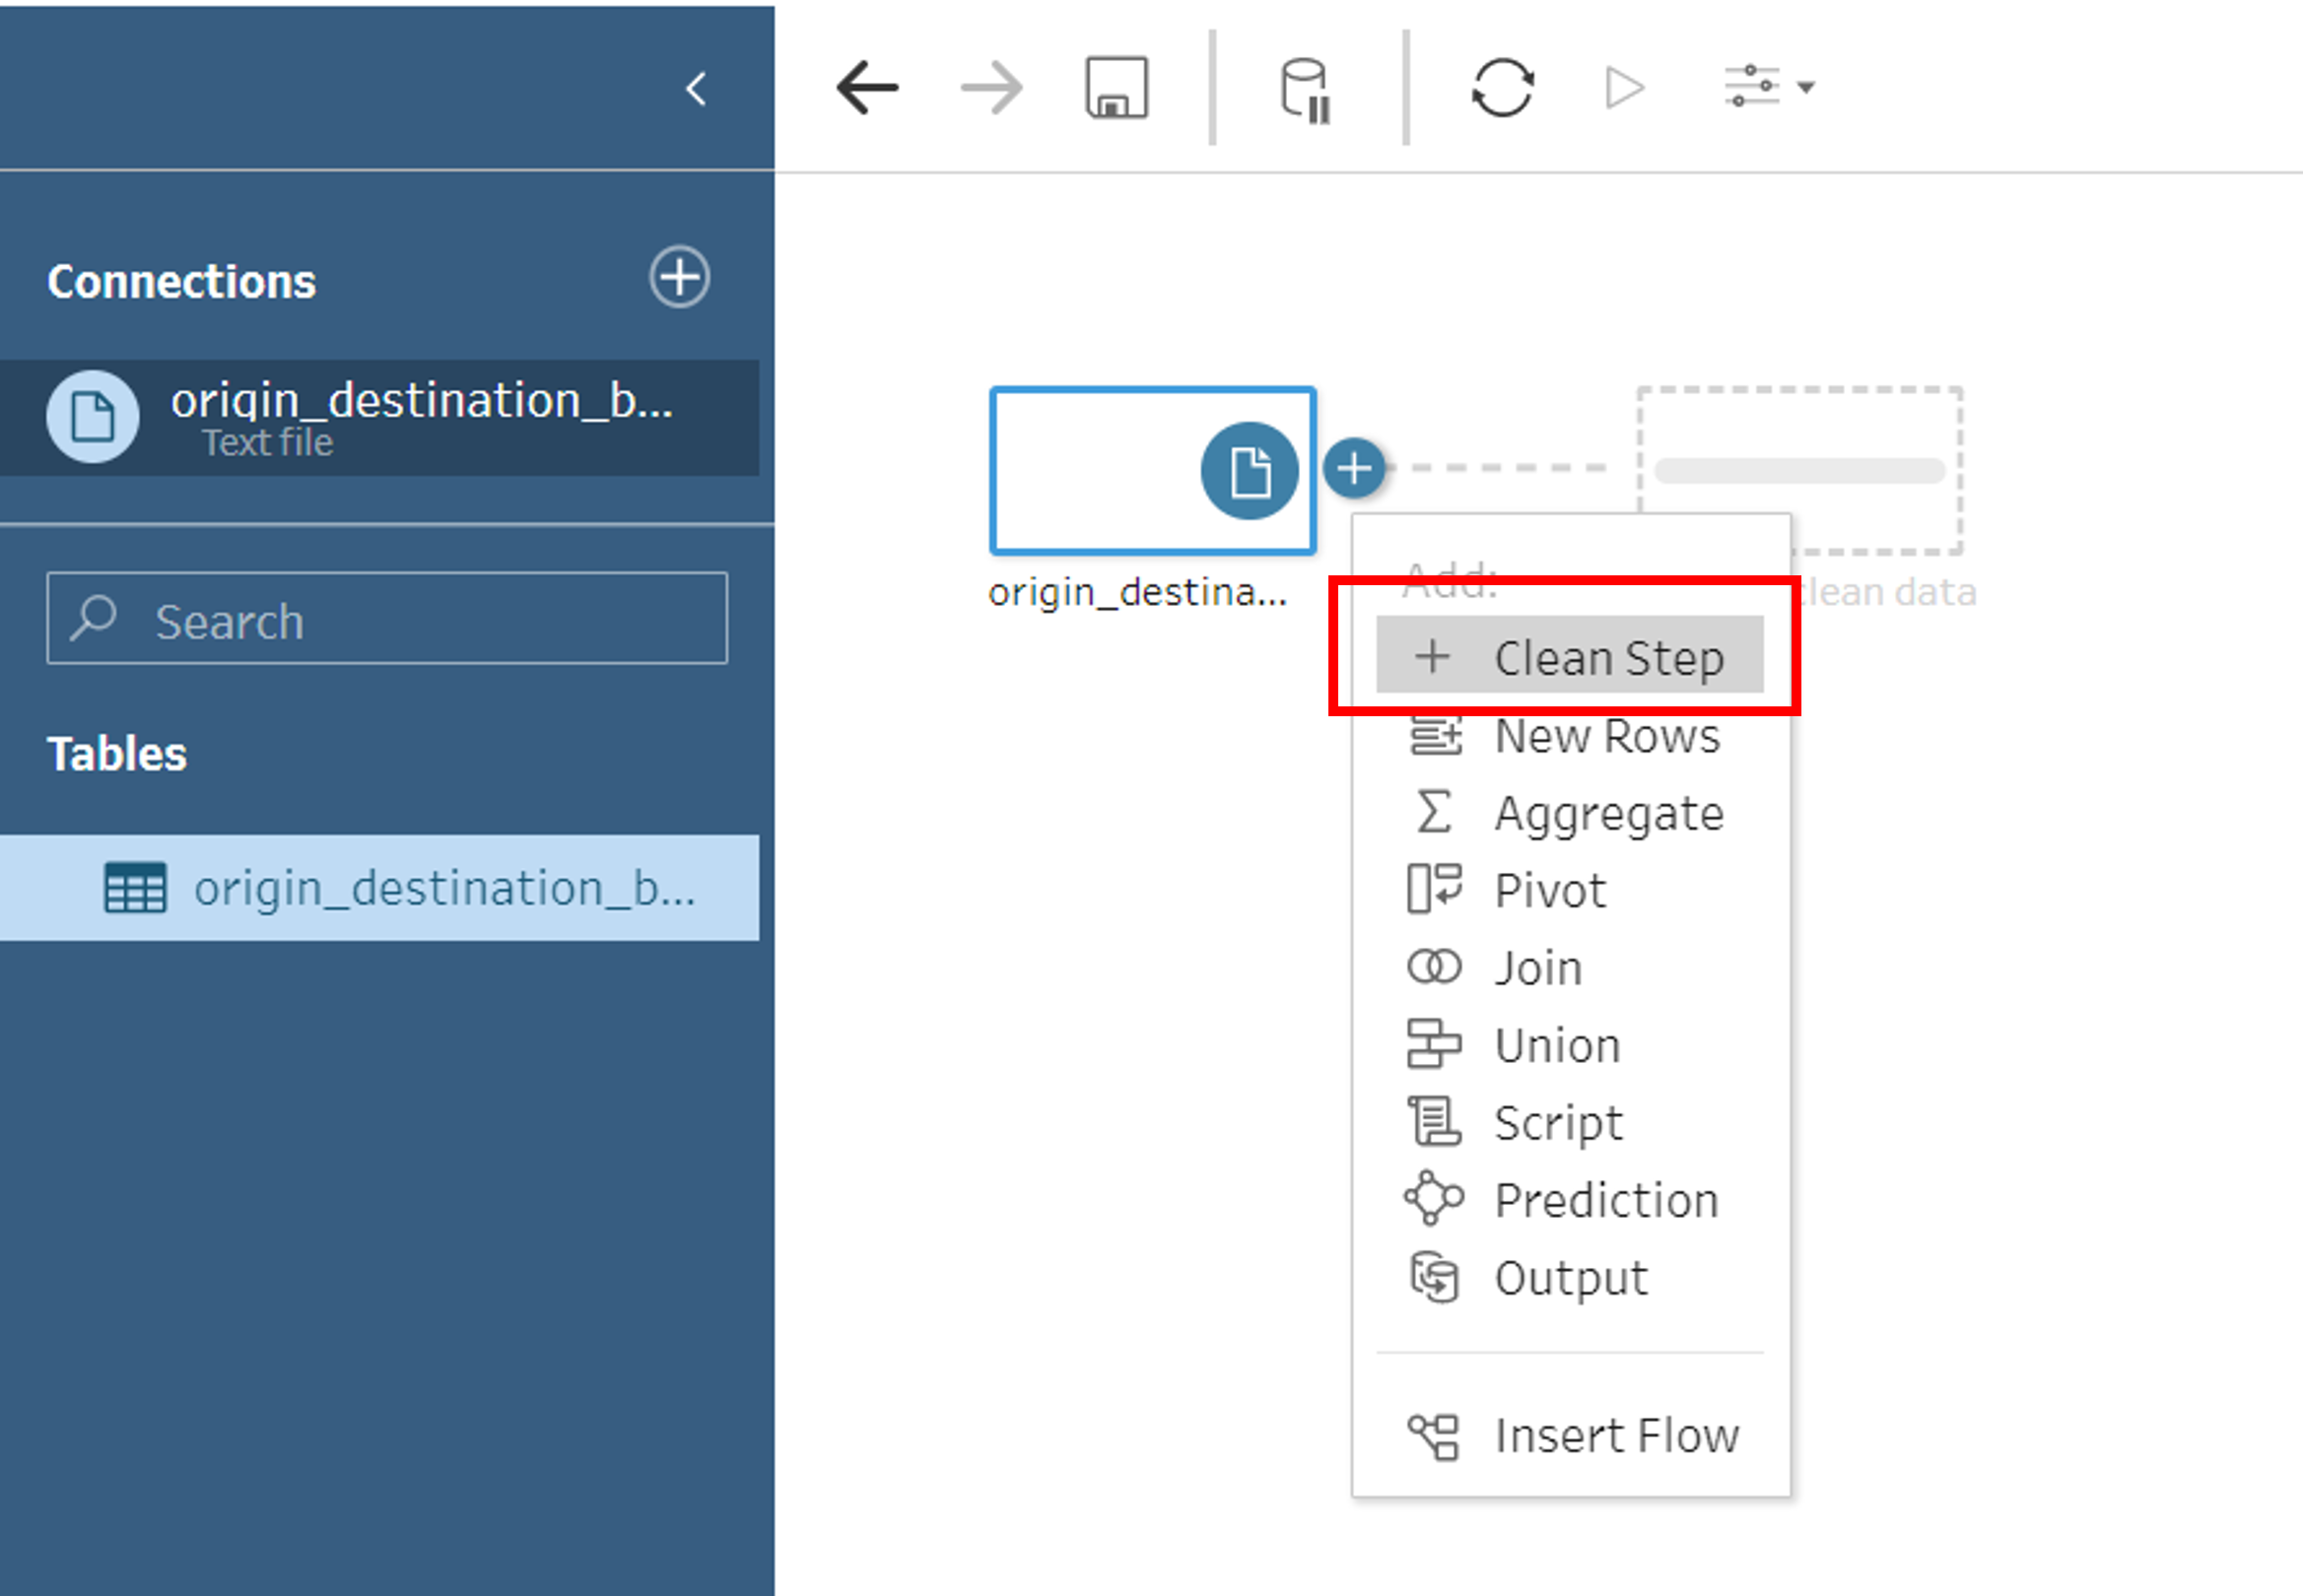 Connections
origin_destination_b...
Text file
Search
Tables
origin_destination_b...
origin_destina...
clean data
Add:
Clean Step
New Rows
Aggregate
Pivot
Join
Union
Script
Prediction
Output
Insert Flow